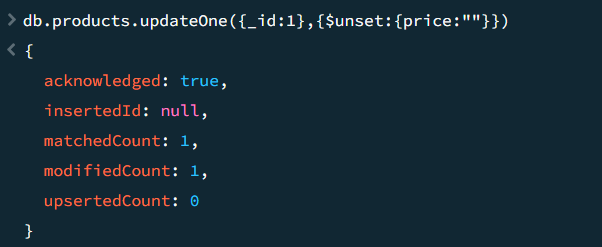 > db.products.updateOne({_id:1},{$unset:{price:""}})
< {
acknowledged: true,
insertedId: null,
matchedCount: 1,
modifiedCount: 1,
upsertedCount: 0
}